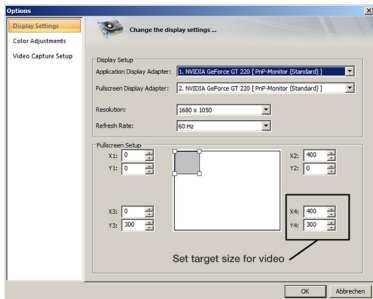 Options
Display Settings
Color Adjustments
Video Capture Setup
Change the display settings ...
Display Setup
Application Display Adapter: 1. NVIDIA GeForce GT 220 [ PnP-Monitor (Standard) ]
Fullscreen Display Adapter: 2. NVIDIA GeForce GT 220 [ PnP-Monitor (Standard) ]
Resolution: 1680 x 1050
Refresh Rate: 60 Hz
Fullscreen Setup
X1: 0 X2: 400
Y1: 0 Y2: 0
X3: 0 X4: 400
Y3: 300 Y4: 300
Set target size for video
OK Abbrechen